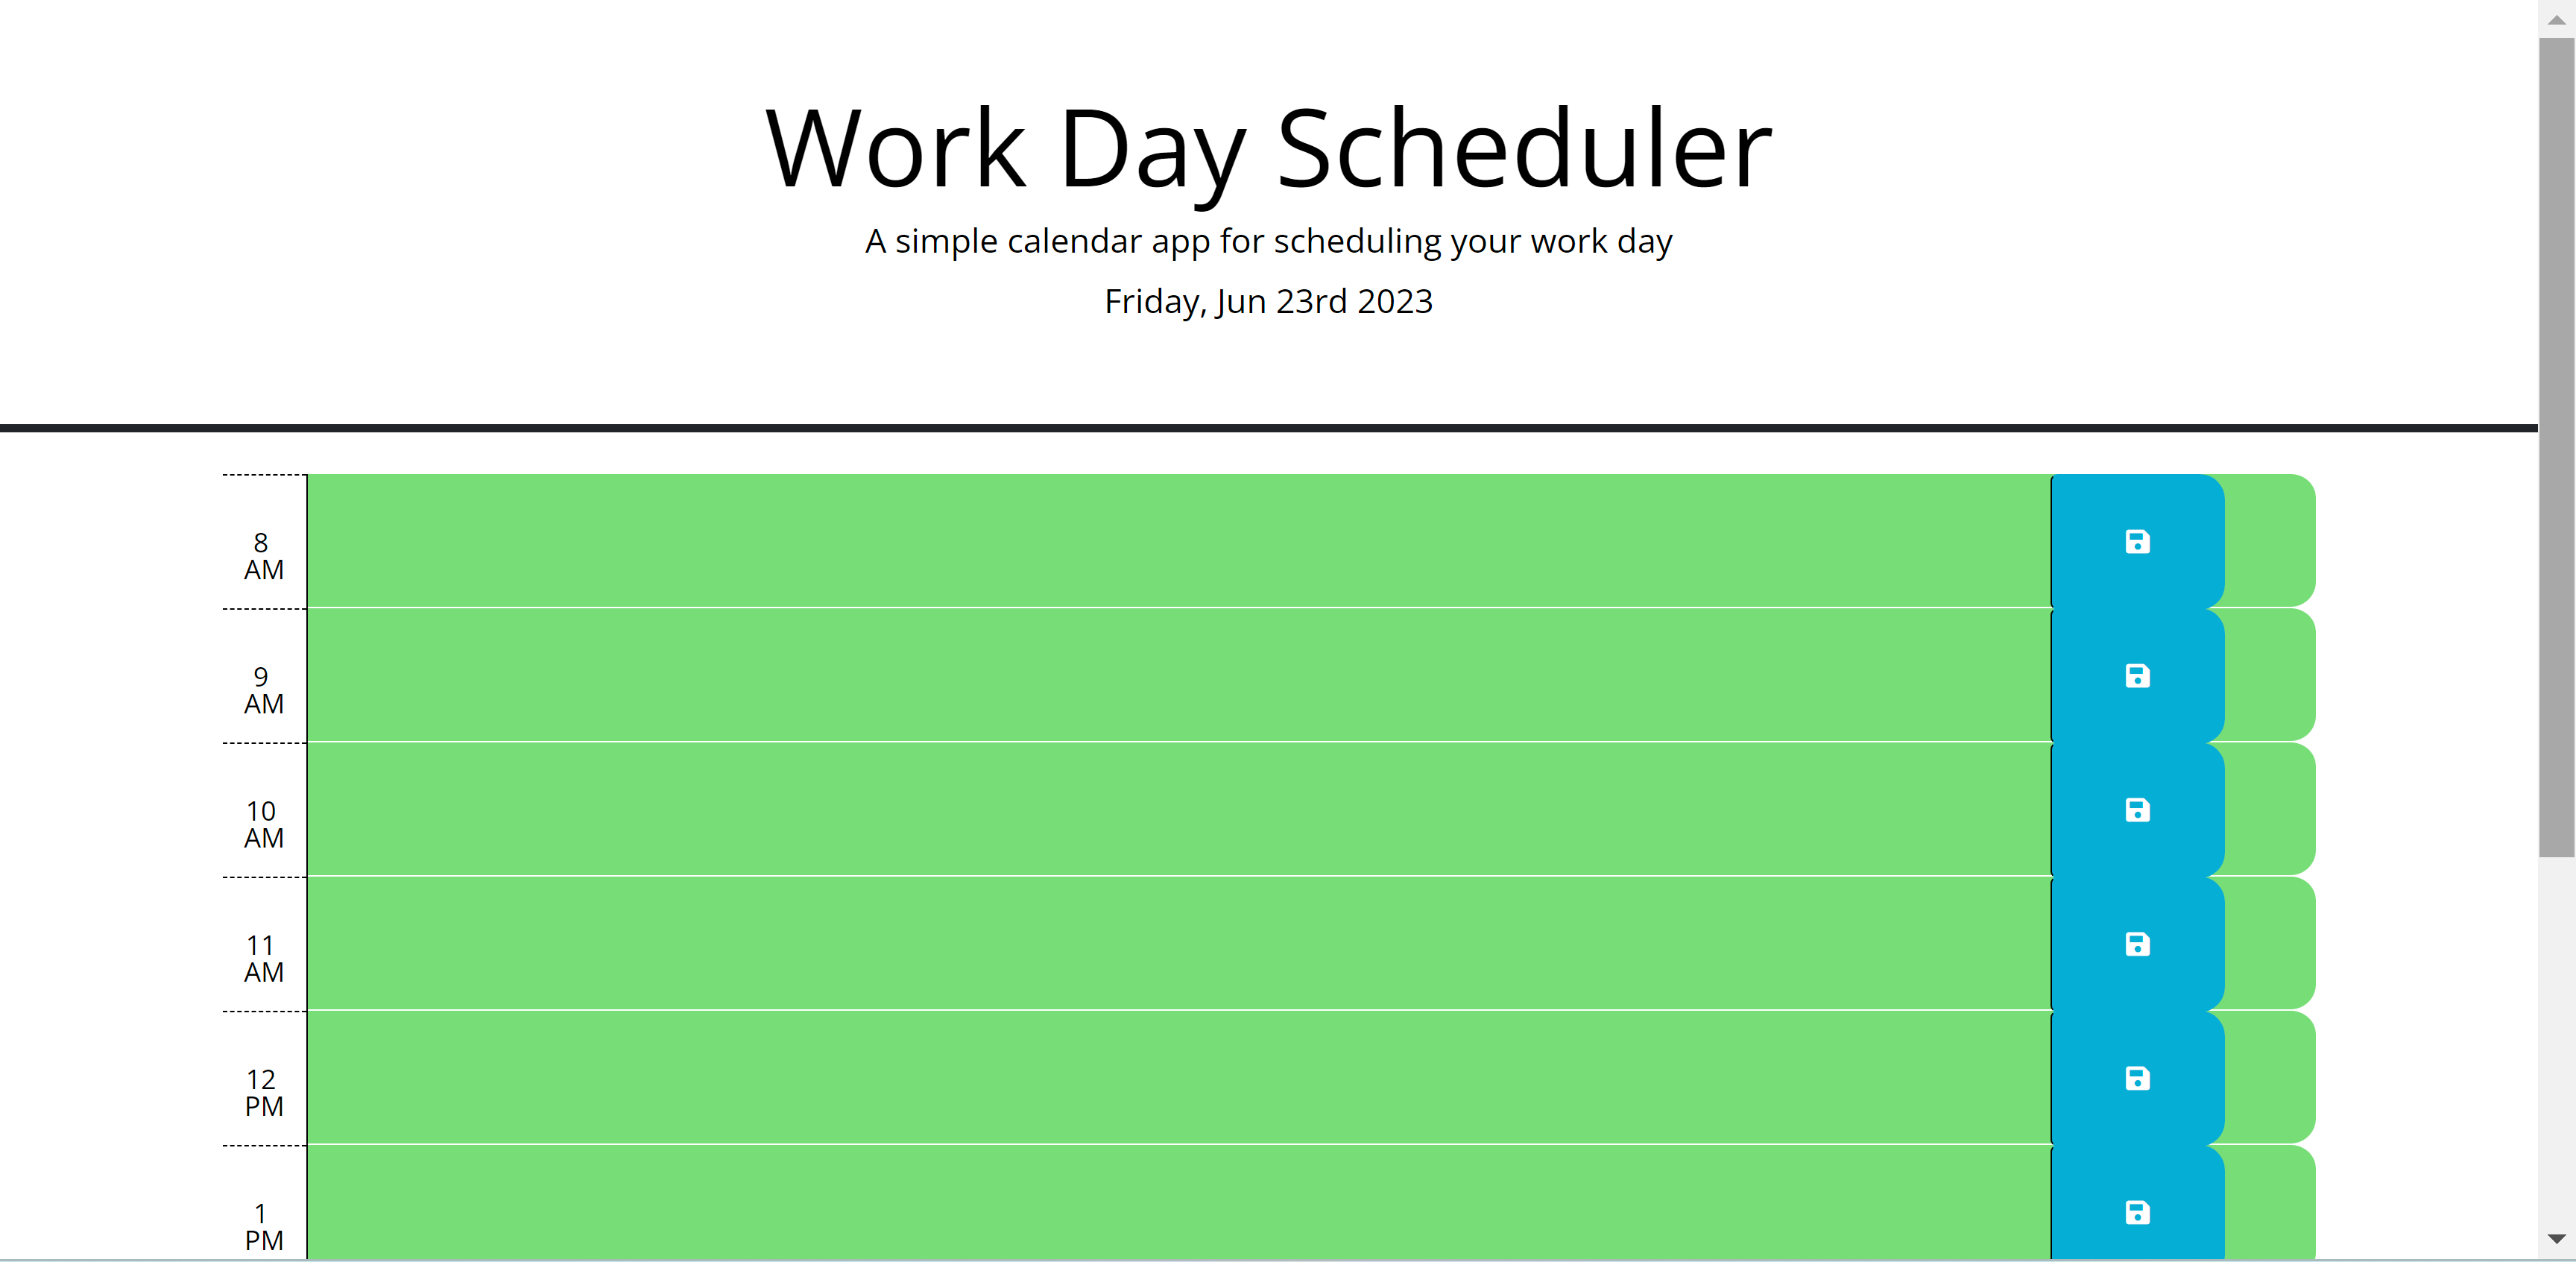 Work Day Scheduler
A simple calendar app for scheduling your work day
Friday, Jun 23rd 2023
8
AM
9
AM
10
AM
11
AM
12
PM
1
PM